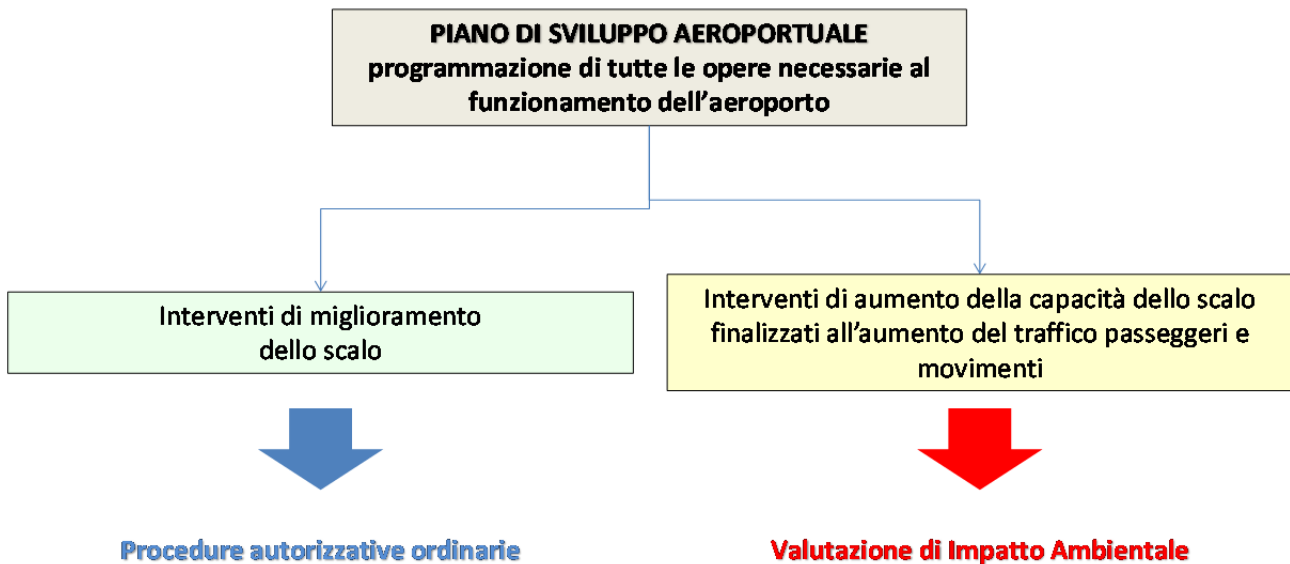 PIANO DI SVILUPPO AEROPORTUALE
programmazione di tutte le opere necessarie al
funzionamento dell’aeroporto
Interventi di miglioramento
dello scalo
Interventi di aumento della capacità dello scalo
finalizzati all’aumento del traffico passeggeri e
movimenti
Procedure autorizzative ordinarie
Valutazione di Impatto Ambientale